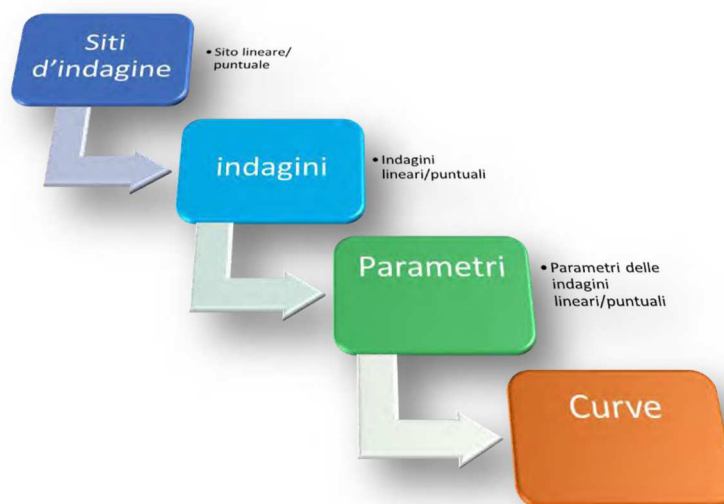 Siti
d'indagine
• Sito lineare/
puntuale
indagini
• Indagini
lineari/puntuali
Parametri
• Parametri delle
indagini
lineari/puntuali
Curve